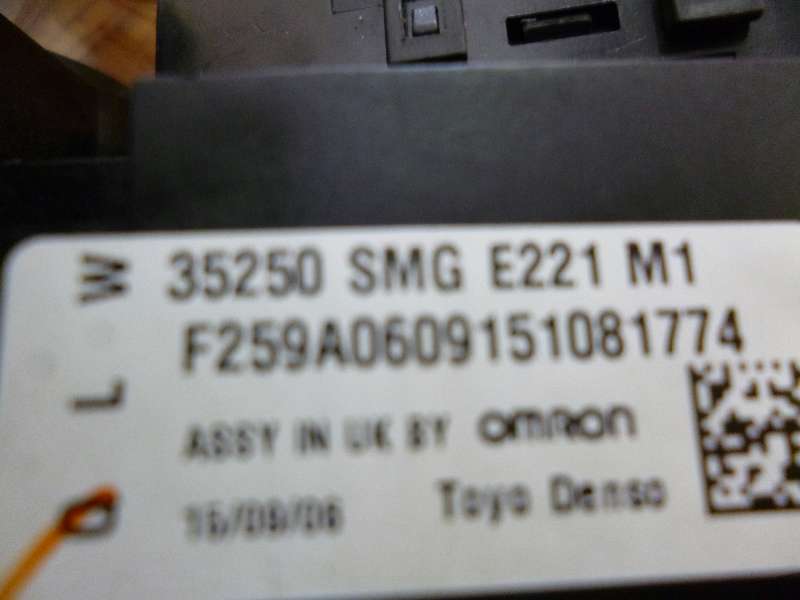 35250 SMG E221 M1
F259A0609151081774
ASSY IN UK BY OMRON
15/09/06 Toyo Denso
W
L